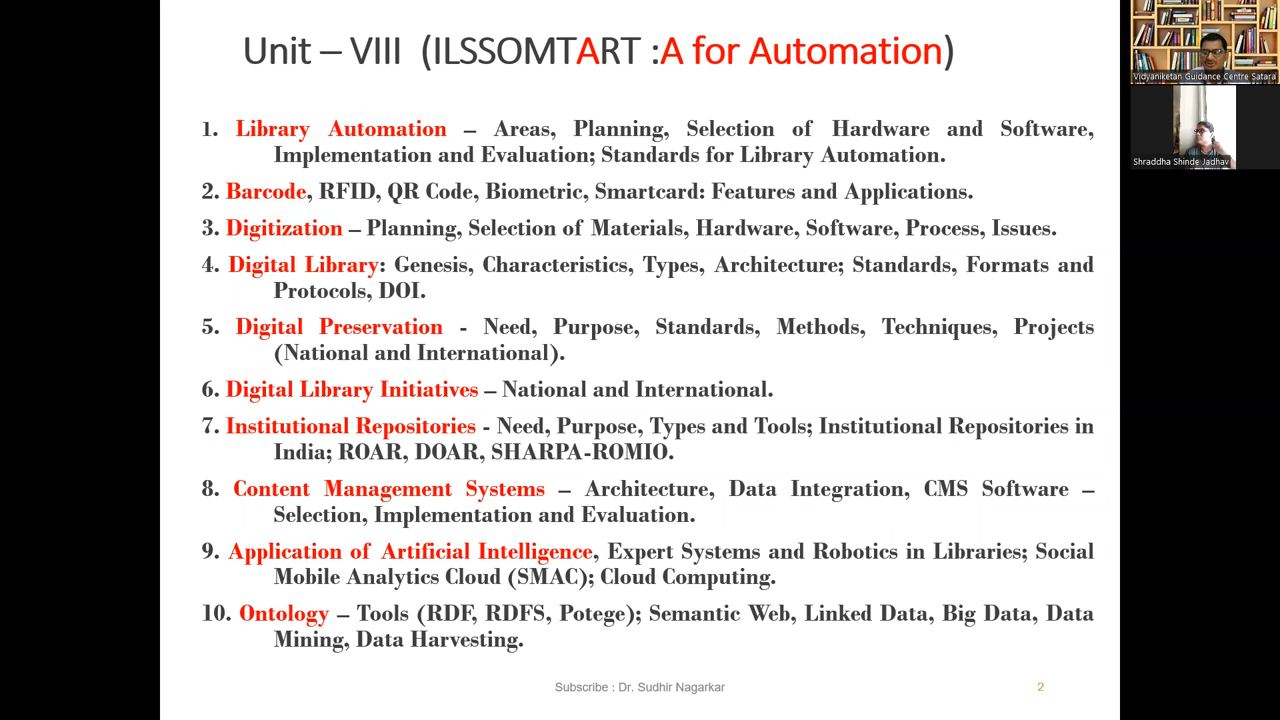 Unit – VIII (ILSSOMTART :A for Automation)
1. Library Automation – Areas, Planning, Selection of Hardware and Software,
Implementation and Evaluation; Standards for Library Automation.
2. Barcode, RFID, QR Code, Biometric, Smartcard: Features and Applications.
3. Digitization – Planning, Selection of Materials, Hardware, Software, Process, Issues.
4. Digital Library: Genesis, Characteristics, Types, Architecture; Standards, Formats and
Protocols, DOI.
5. Digital Preservation - Need, Purpose, Standards, Methods, Techniques, Projects
(National and International).
6. Digital Library Initiatives – National and International.
7. Institutional Repositories - Need, Purpose, Types and Tools; Institutional Repositories in
India; ROAR, DOAR, SHARPA-ROMIO.
8. Content Management Systems – Architecture, Data Integration, CMS Software –
Selection, Implementation and Evaluation.
9. Application of Artificial Intelligence, Expert Systems and Robotics in Libraries; Social
Mobile Analytics Cloud (SMAC); Cloud Computing.
10. Ontology – Tools (RDF, RDFS, Potege); Semantic Web, Linked Data, Big Data, Data
Mining, Data Harvesting.
Subscribe : Dr. Sudhir Nagarkar
2
Vidyaniketan Guidance Centre Satara
Shraddha Shinde Jadhav